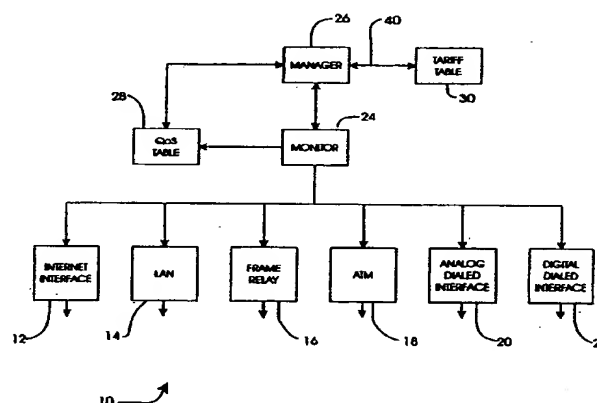 26
40
MANAGER
TARIFF
TABLE
30
28
24
QoS
TABLE
MONITOR
INTERNET
INTERFACE
LAN
FRAME
RELAY
ATM
ANALOG
DIALED
INTERFACE
DIGITAL
DIALED
INTERFACE
12
14
16
18
20
10